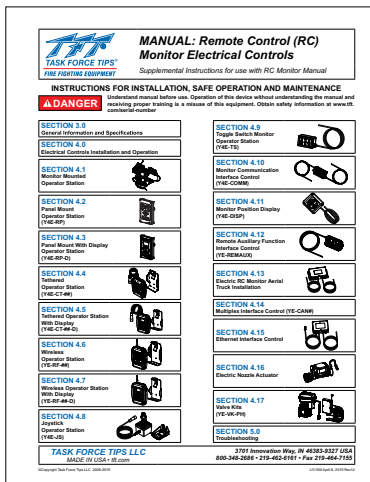 TFT
TASK FORCE TIPS®
FIRE FIGHTING EQUIPMENT
MANUAL: Remote Control (RC)
Monitor Electrical Controls
Supplemental Instructions for use with RC Monitor Manual
INSTRUCTIONS FOR INSTALLATION, SAFE OPERATION AND MAINTENANCE
DANGER
Understand manual before use. Operation of this device without understanding the manual and
receiving proper training is a misuse of this equipment. Obtain safety information at www.tft.
com/serial-number
SECTION 3.0
General Information and Specifications
SECTION 4.0
Electrical Controls Installation and Operation
SECTION 4.1
Monitor Mounted
Operator Station
SECTION 4.2
Panel Mount
Operator Station
(Y4E-RP)
SECTION 4.3
Panel Mount With Display
Operator Station
(Y4E-RP-D)
SECTION 4.4
Tethered
Operator Station
(Y4E-CT-##)
SECTION 4.5
Tethered Operator Station
With Display
(Y4E-CT-##-D)
SECTION 4.6
Wireless
Operator Station
(YE-RF-##)
SECTION 4.7
Wireless Operator Station
With Display
(YE-RF-##-D)
SECTION 4.8
Joystick
Operator Station
(Y4E-JS)
SECTION 4.9
Toggle Switch Monitor
Operator Station
(Y4E-TS)
SECTION 4.10
Monitor Communication
Interface Control
(Y4E-COMM)
SECTION 4.11
Monitor Position Display
(Y4E-DISP)
SECTION 4.12
Remote Auxiliary Function
Interface Control
(YE-REMAUX)
SECTION 4.13
Electric RC Monitor Aerial
Truck Installation
SECTION 4.14
Multiplex Interface Control (YE-CAN#)
SECTION 4.15
Ethernet Interface Control
SECTION 4.16
Electric Nozzle Actuator
SECTION 4.17
Valve Kits
(YE-VK-P#)
SECTION 5.0
Troubleshooting
TASK FORCE TIPS LLC
MADE IN USA • tft.com
3701 Innovation Way, IN 46383-9327 USA
800-348-2686 • 219-462-6161 • Fax 219-464-7155
©Copyright Task Force Tips LLC 2008-2019